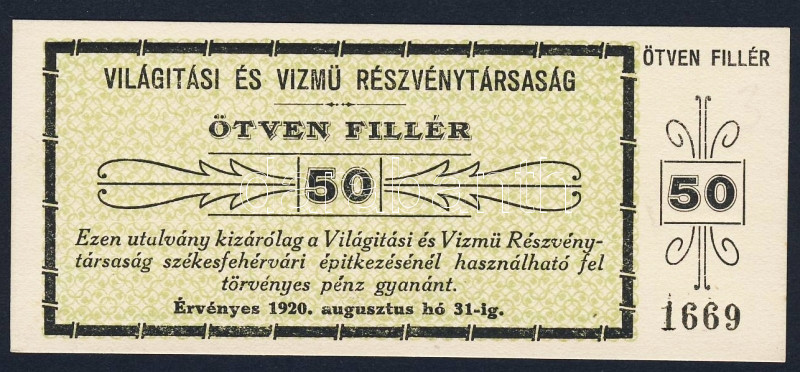 VILÁGITÁSI ÉS VIZMÜ RÉSZVÉNYTÁRSASÁG
ÖTVEN FILLÉR
50
Ezen utulvány kizárólag a Világitási és Vizmü Részvény-
társaság székesfehérvári épitkezésénél használható fel
törvényes pénz gyanánt.
Érvényes 1920. augusztus hó 31-ig.
ÖTVEN FILLÉR
50
1669